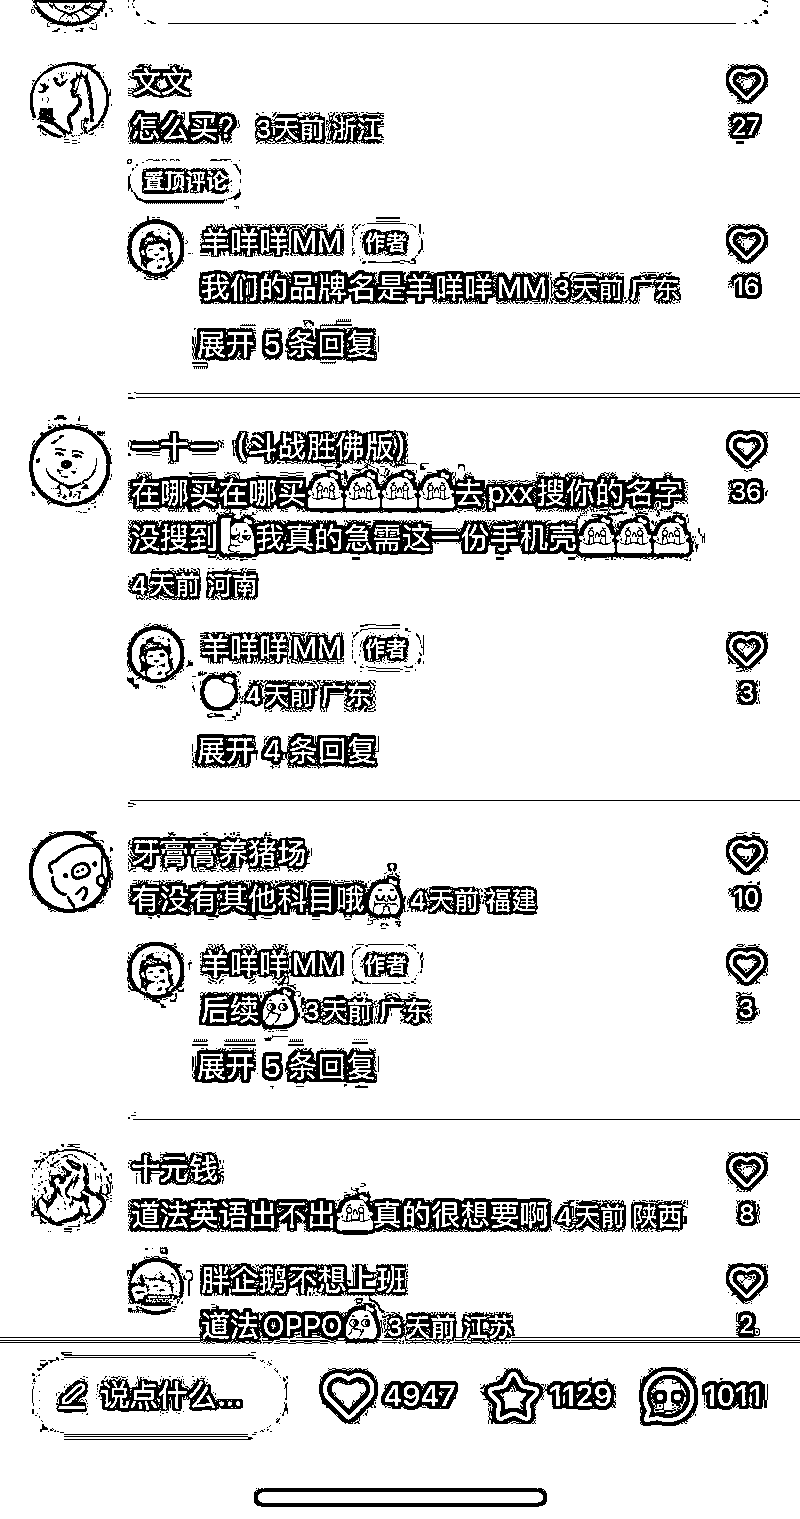 文文
怎么买？ 3天前 浙江
置顶评论
羊咩咩MM 作者
我们的品牌名是羊咩咩MM 3天前 广东
展开 5 条回复
一十一（斗战胜佛版）
在哪买在哪买去pxx搜你的名字
没搜到我真的急需这一份手机壳
4天前 河南
羊咩咩MM 作者
4天前 广东
展开 4 条回复
牙膏膏养猪场
有没有其他科目哦 4天前 福建
羊咩咩MM 作者
后续 3天前 广东
展开 5 条回复
十元钱
道法英语出不出真的很想要啊 4天前 陕西
胖企鹅不想上班
道法OPPO 3天前 江苏
27
16
36
3
10
3
8
2
说点什么... 4947 1129 1011